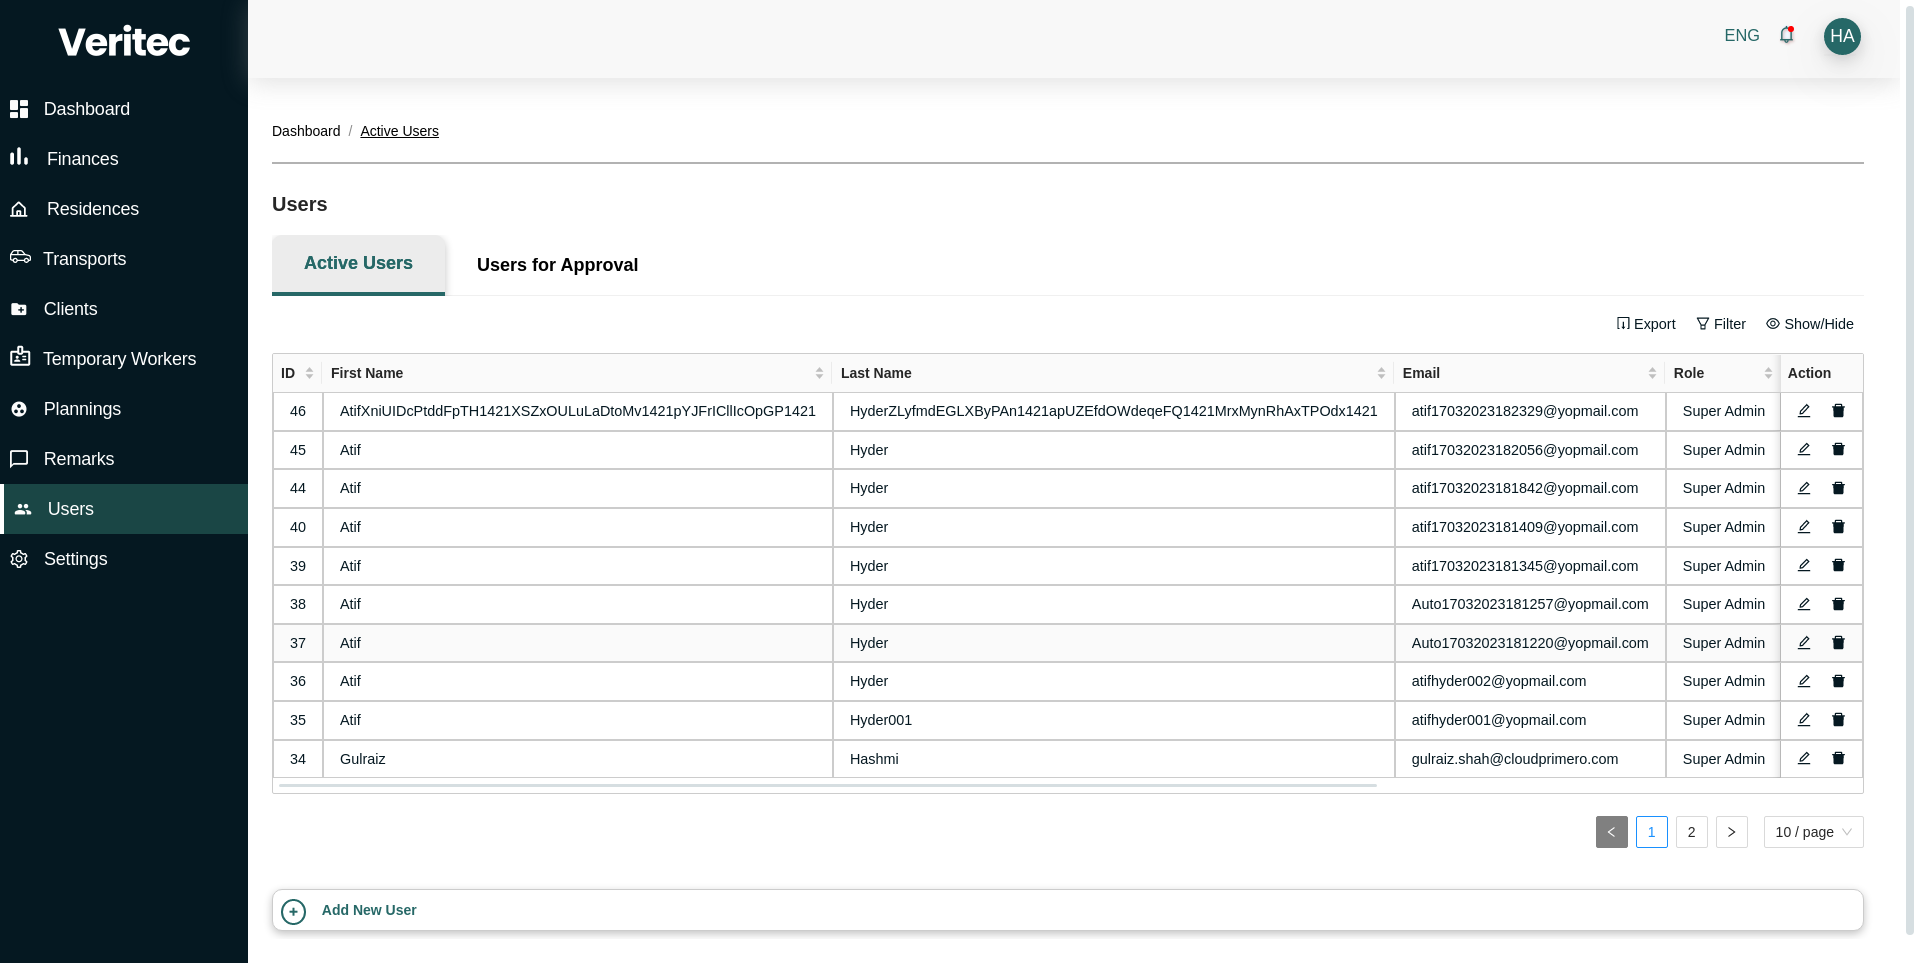 Veritec
ENG
HA
Dashboard
Finances
Residences
Transports
Clients
Temporary Workers
Plannings
Remarks
Users
Settings
Dashboard / Active Users
Users
Active Users Users for Approval
Export Filter Show/Hide
ID First Name Last Name Email Role Action
46 AtifXniUIDcPtddFpTH1421XSZxOULuLaDtoMv1421pYJFrICllIcOpGP1421 HyderZLyfmdEGLXByPAn1421apUZEfdOWdeqeFQ1421MrxMynRhAxTPOdx1421 atif17032023182329@yopmail.com Super Admin
45 Atif Hyder atif17032023182056@yopmail.com Super Admin
44 Atif Hyder atif17032023181842@yopmail.com Super Admin
40 Atif Hyder atif17032023181409@yopmail.com Super Admin
39 Atif Hyder atif17032023181345@yopmail.com Super Admin
38 Atif Hyder Auto17032023181257@yopmail.com Super Admin
37 Atif Hyder Auto17032023181220@yopmail.com Super Admin
36 Atif Hyder atifhyder002@yopmail.com Super Admin
35 Atif Hyder001 atifhyder001@yopmail.com Super Admin
34 Gulraiz Hashmi gulraiz.shah@cloudprimero.com Super Admin
1 2 10 / page
Add New User